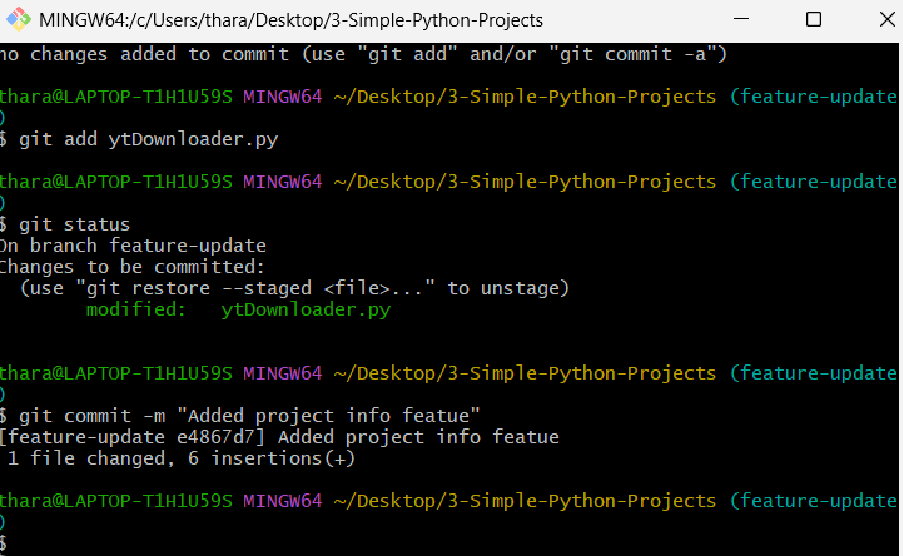 MINGW64:/c/Users/thara/Desktop/3-Simple-Python-Projects
no changes added to commit (use "git add" and/or "git commit -a")
thara@LAPTOP-T1H1U59S MINGW64 ~/Desktop/3-Simple-Python-Projects (feature-update
)
$ git add ytDownloader.py
thara@LAPTOP-T1H1U59S MINGW64 ~/Desktop/3-Simple-Python-Projects (feature-update
)
$ git status
On branch feature-update
Changes to be committed:
  (use "git restore --staged <file>..." to unstage)
        modified:   ytDownloader.py
thara@LAPTOP-T1H1U59S MINGW64 ~/Desktop/3-Simple-Python-Projects (feature-update
)
$ git commit -m "Added project info featue"
[feature-update e4867d7] Added project info featue
 1 file changed, 6 insertions(+)
thara@LAPTOP-T1H1U59S MINGW64 ~/Desktop/3-Simple-Python-Projects (feature-update
)
$